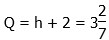 Q = h + 2 = 3 2/7